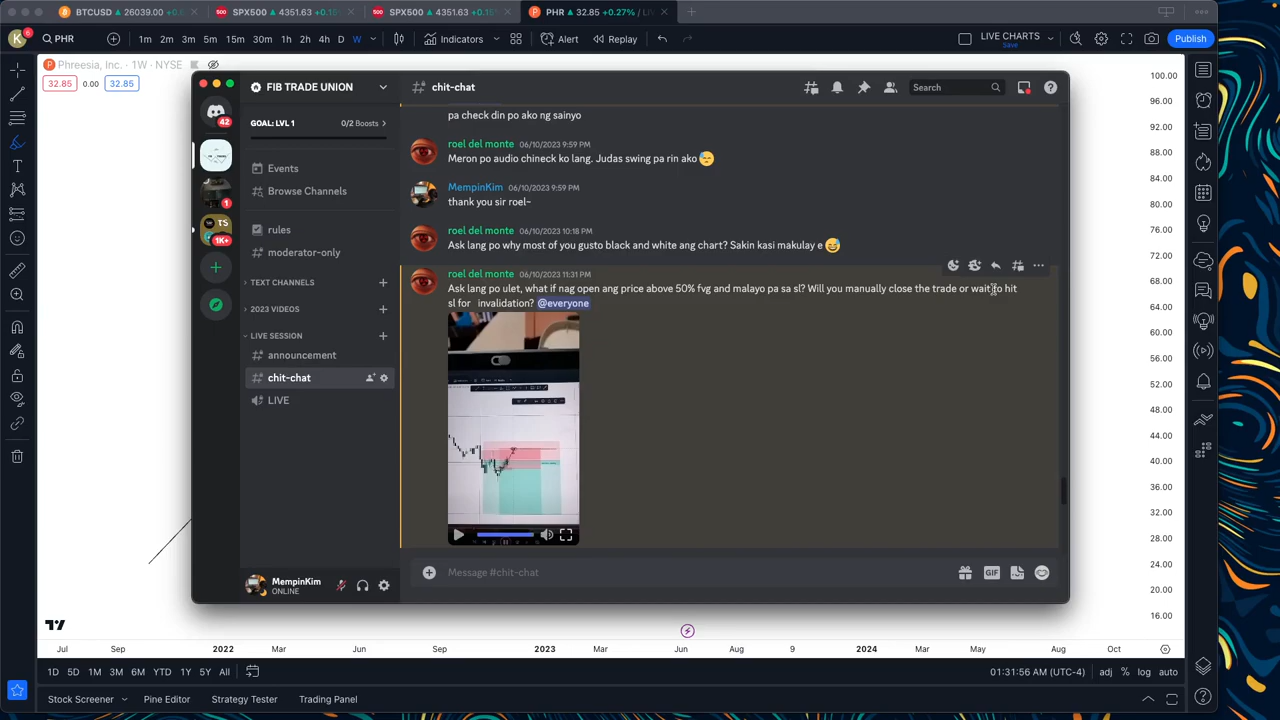 BTCUSD ▲ 26039.00 +0.
SPX500 ▲ 4351.63 +0.15%
SPX500 ▲ 4351.63 +0.15%
PHR ▲ 32.85 +0.27% / Li
K 6
PHR
1m 2m 3m 5m 15m 30m 1h 2h 4h D W
Indicators
Alert
Replay
LIVE CHARTS
Save
Publish
Phreesia, Inc. · 1W · NYSE
32.85 0.00 32.85
FIB TRADE UNION
chit-chat
Search
GOAL: LVL 1 0/2 Boosts >
Events
Browse Channels
rules
moderator-only
TEXT CHANNELS
2023 VIDEOS
LIVE SESSION
announcement
chit-chat
LIVE
42
1
TS
1K+
pa check din po ako ng sainyo
roel del monte 06/10/2023 9:59 PM
Meron po audio chineck ko lang. Judas swing pa rin ako
MempinKim 06/10/2023 9:59 PM
thank you sir roel~
roel del monte 06/10/2023 10:18 PM
Ask lang po why most of you gusto black and white ang chart? Sakin kasi makulay e
roel del monte 06/10/2023 11:31 PM
Ask lang po ulet, what if nag open ang price above 50% fvg and malayo pa sa sl? Will you manually close the trade or wait to hit
sl for invalidation? @everyone
Message #chit-chat
GIF
MempinKim
ONLINE
100.00
96.00
92.00
88.00
84.00
80.00
76.00
72.00
68.00
64.00
60.00
56.00
52.00
48.00
44.00
40.00
36.00
32.00
28.00
24.00
20.00
16.00
Jul Sep 2022 Mar Jun Sep 2023 Mar Jun Aug 9 2024 Mar May Aug Oct
1D 5D 1M 3M 6M YTD 1Y 5Y All
01:31:56 AM (UTC-4)
adj % log auto
Stock Screener
Pine Editor
Strategy Tester
Trading Panel